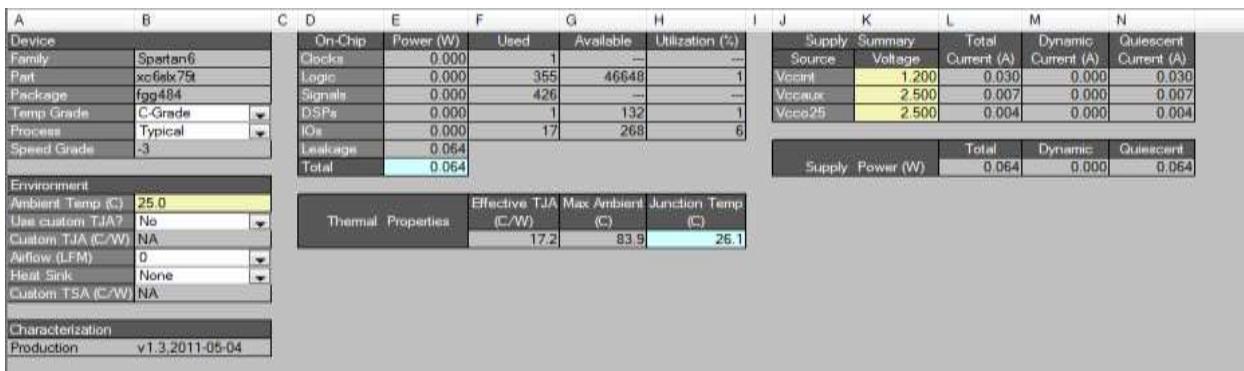 A B C D E F G H I J K L M N
Device
Family Spartan6
Part xc6slx75t
Package fgg484
Temp Grade C-Grade
Process Typical
Speed Grade -3
Environment
Ambient Temp (C) 25.0
Use custom TJA? No
Custom TJA (C/W) NA
Airflow (LFM) 0
Heat Sink None
Custom TSA (C/W) NA
Characterization
Production v1.3,2011-05-04
On-Chip Power (W) Used Available Utilization (%)
Clocks 0.000 1 --- ---
Logic 0.000 355 46648 1
Signals 0.000 426 --- ---
DSPs 0.000 1 132 1
IOs 0.000 17 268 6
Leakage 0.064
Total 0.064
Effective TJA Max Ambient Junction Temp
Thermal Properties (C/W) (C) (C)
17.2 83.9 26.1
Supply Summary Total Dynamic Quiescent
Source Voltage Current (A) Current (A) Current (A)
Vccint 1.200 0.030 0.000 0.030
Vccaux 2.500 0.007 0.000 0.007
Vcco25 2.500 0.004 0.000 0.004
Total Dynamic Quiescent
Supply Power (W) 0.064 0.000 0.064